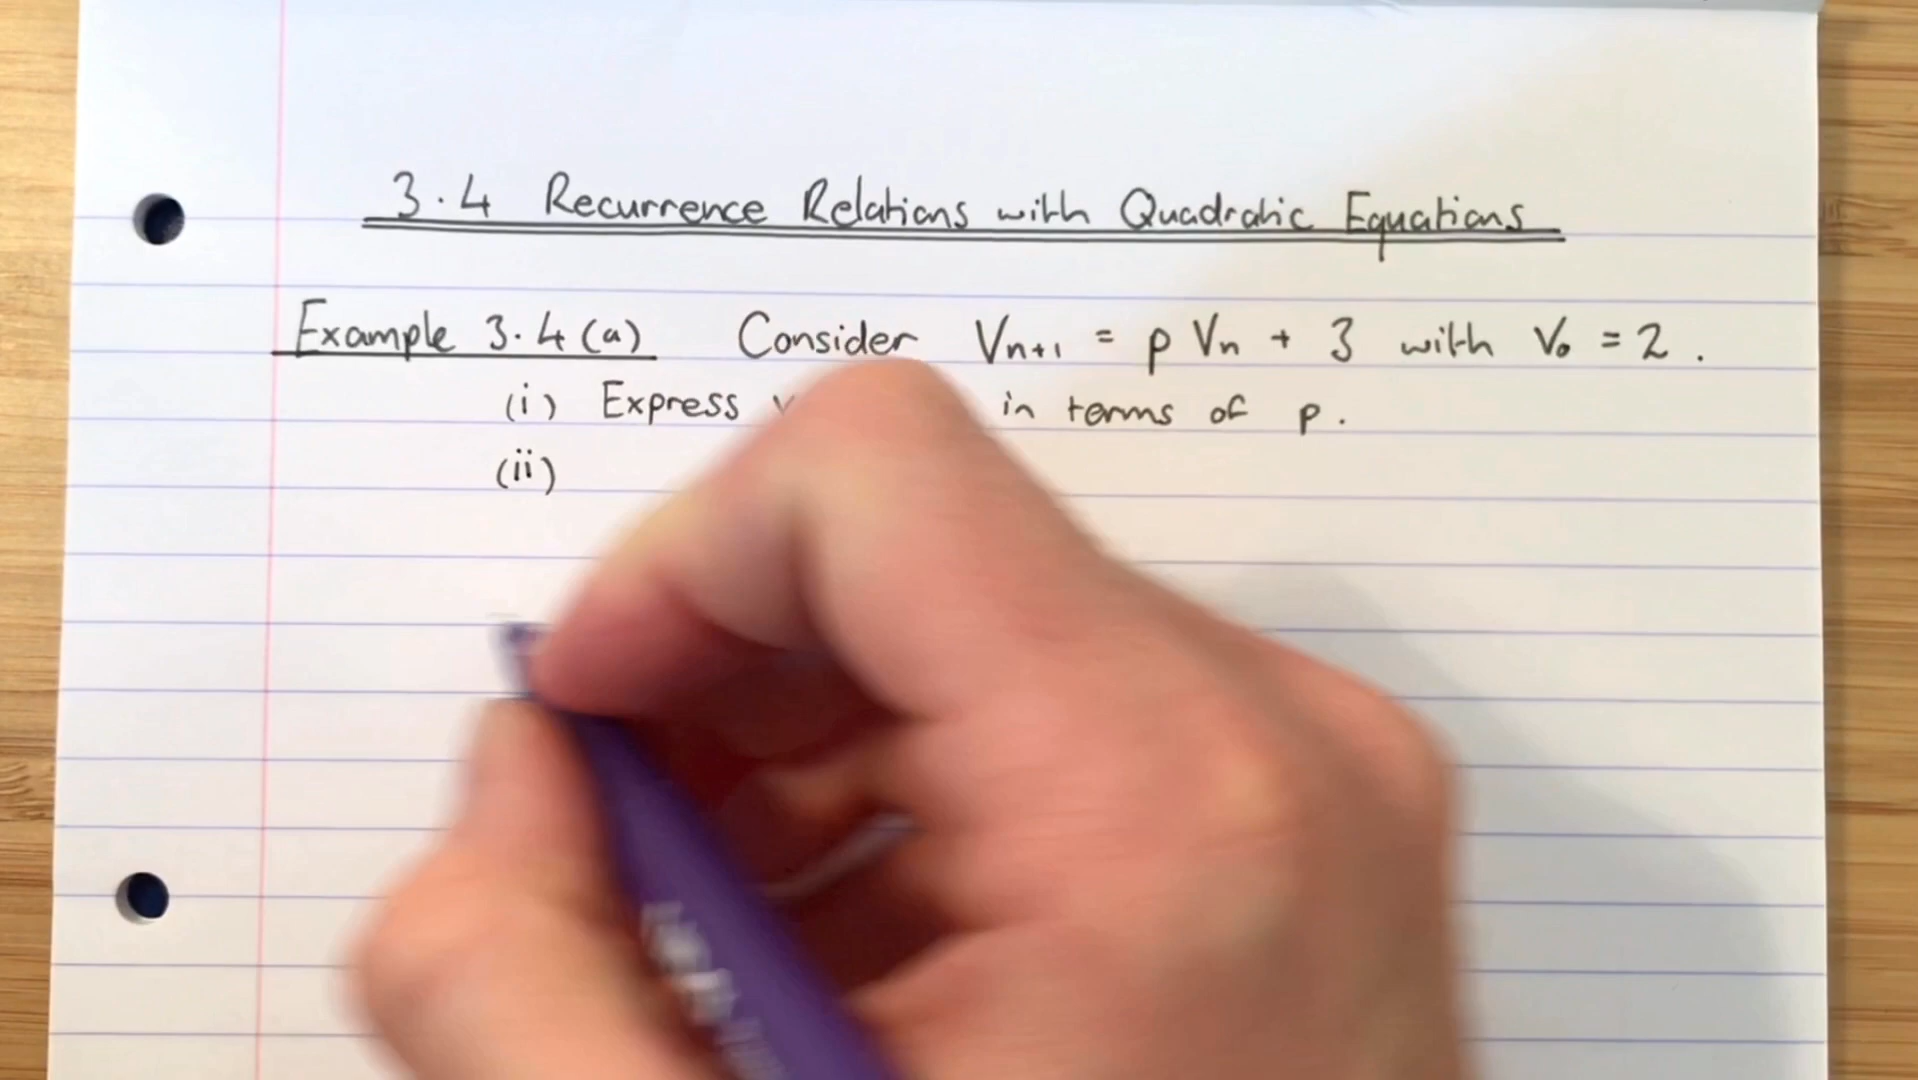 3.4 Recurrence Relations with Quadratic Equations
Example 3.4 (a) Consider Vn+1 = p Vn + 3 with V0 = 2 .
(i) Express in terms of p .
(ii)